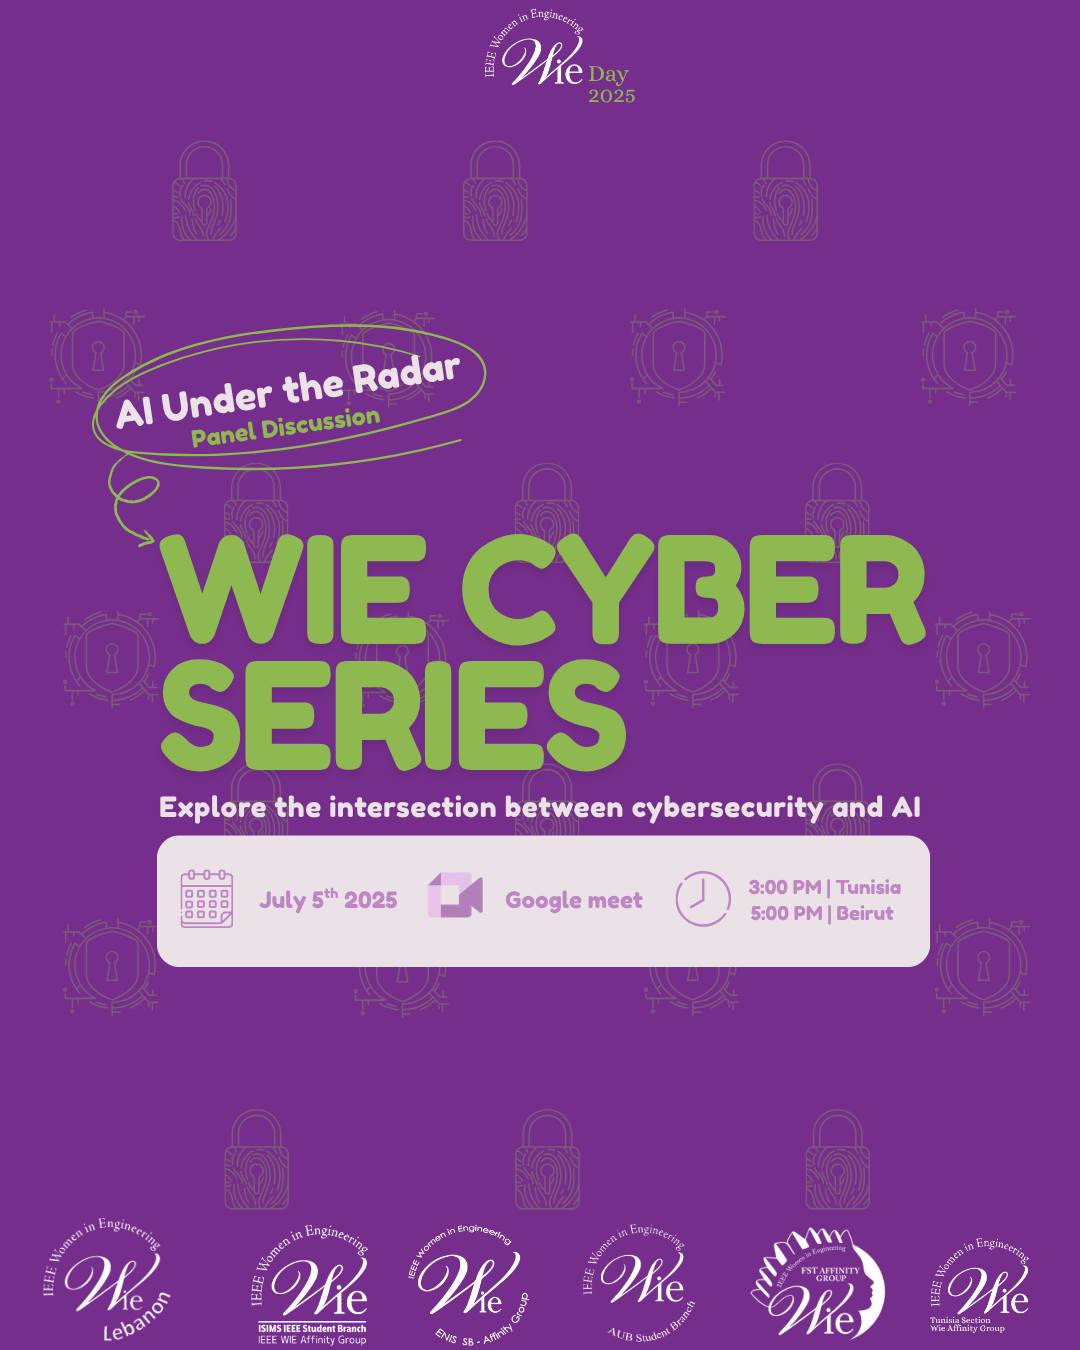 IEEE Women in Engineering
Wie Day
2025
AI Under the Radar
Panel Discussion
WIE CYBER
SERIES
Explore the intersection between cybersecurity and AI
July 5th 2025
Google meet
3:00 PM | Tunisia
5:00 PM | Beirut
IEEE Women in Engineering
Wie
Lebanon
IEEE Women in Engineering
Wie
ISIMS IEEE Student Branch
IEEE WIE Affinity Group
IEEE Women in Engineering
Wie
ENIS SB - Affinity Group
IEEE Women in Engineering
Wie
AUB Student Branch
IEEE Women in Engineering
FST AFFINITY
GROUP
Wie
IEEE Women in Engineering
Wie
Tunisia Section
Wie Affinity Group